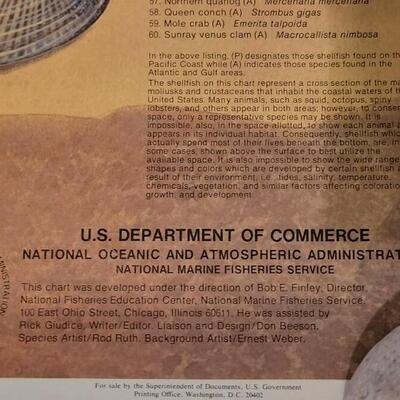 57. Northern quahog (A) Mercenaria mercenaria
58. Queen conch (A) Strombus gigas
59. Mole crab (A) Emerita talpoida
60. Sunray venus clam (A) Macrocallista nimbosa
In the above listing, (P) designates those shellfish found on the
Pacific Coast while (A) indicates those species found in the
Atlantic and Gulf areas.
The shellfish on this chart represent a cross-section of the
mollusks and crustaceans that inhabit the coastal waters of
United States. Many animals, such as squid, octopus, spiny
lobsters, and others appear in both areas; however, to
space, only a representative species may be shown. It is
impossible, also, in the space allotted, to show each animal
appears in its individual habitat. Consequently, shellfish
actually spend most of their lives beneath the bottom, are, in
some cases, shown above the surface to best utilize the
available space. It is also impossible to show the wide range
shapes and colors which are developed by certain shellfish
result of their environment; i.e., tides, salinity, temperature,
chemicals, vegetation, and similar factors affecting
growth, and development.
U.S. DEPARTMENT OF COMMERCE
NATIONAL OCEANIC AND ATMOSPHERIC ADMINISTRAT
NATIONAL MARINE FISHERIES SERVICE
This chart was developed under the direction of Bob E. Finley, Director,
National Fisheries Education Center, National Marine Fisheries Service,
100 East Ohio Street, Chicago, Illinois 60611. He was assisted by
Rick Giudice, Writer/Editor. Liaison and Design/Don Beeson.
Species Artist/Rod Ruth. Background Artist/Ernest Weber.
For sale by the Superintendent of Documents, U.S. Government
Printing Office, Washington, D.C. 20402